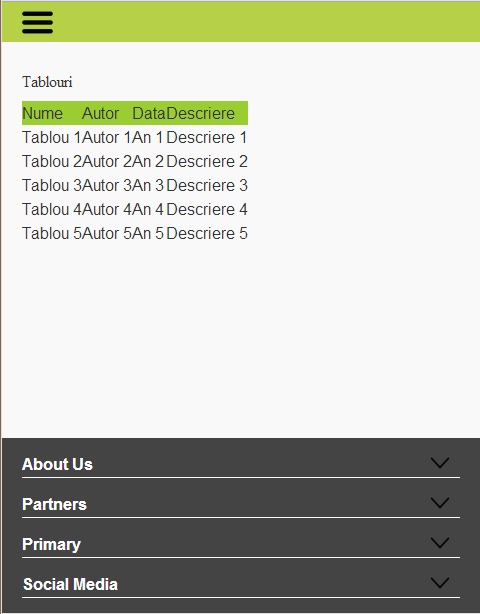 Tablouri
Nume Autor Data Descriere
Tablou 1 Autor 1 An 1 Descriere 1
Tablou 2 Autor 2 An 2 Descriere 2
Tablou 3 Autor 3 An 3 Descriere 3
Tablou 4 Autor 4 An 4 Descriere 4
Tablou 5 Autor 5 An 5 Descriere 5
About Us
Partners
Primary
Social Media